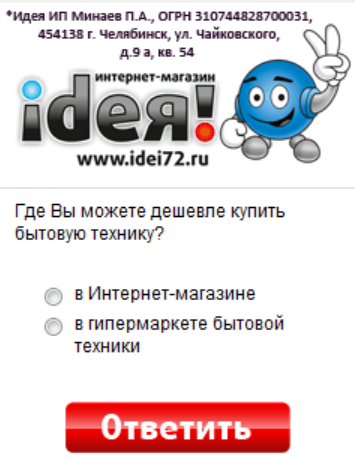 *Идея ИП Минаев П.А., ОГРН 310744828700031,
454138 г. Челябинск, ул. Чайковского,
д.9 а, кв. 54
интернет-магазин
iдея!
www.idei72.ru
Где Вы можете дешевле купить
бытовую технику?
в Интернет-магазине
в гипермаркете бытовой
техники
Ответить